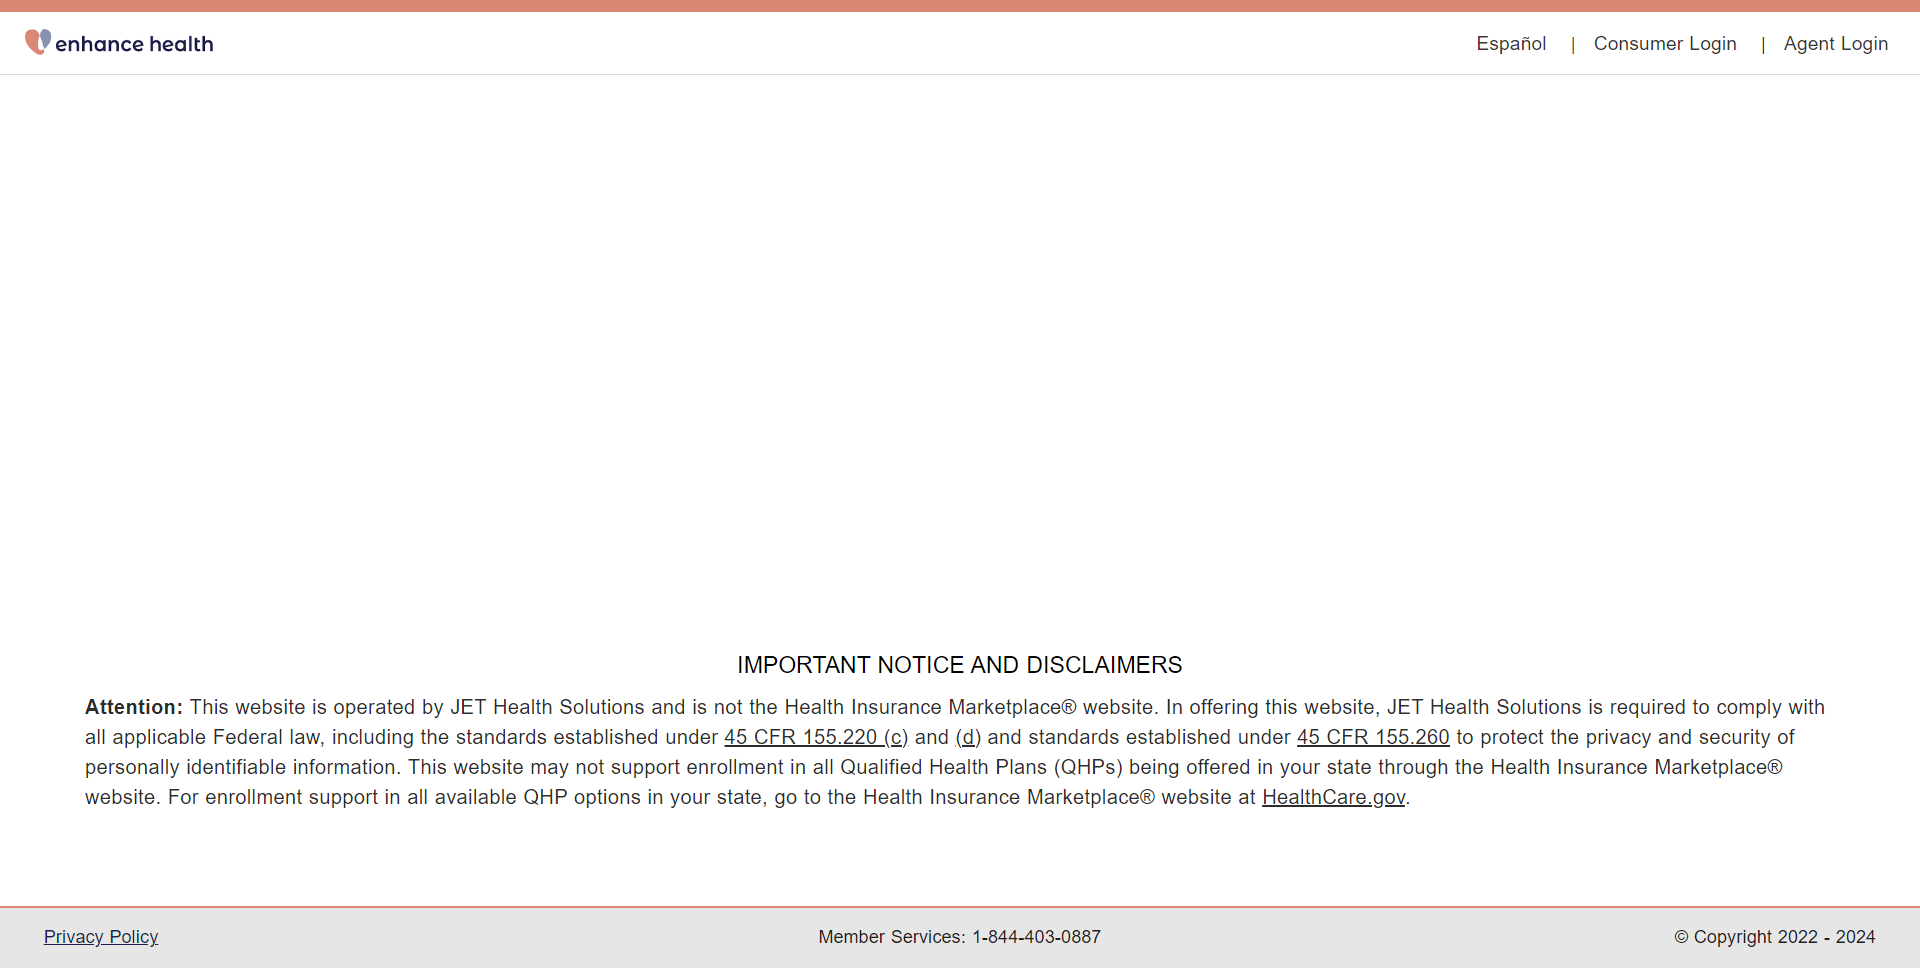 enhance health
Español | Consumer Login | Agent Login
IMPORTANT NOTICE AND DISCLAIMERS
Attention: This website is operated by JET Health Solutions and is not the Health Insurance Marketplace® website. In offering this website, JET Health Solutions is required to comply with
all applicable Federal law, including the standards established under 45 CFR 155.220 (c) and (d) and standards established under 45 CFR 155.260 to protect the privacy and security of
personally identifiable information. This website may not support enrollment in all Qualified Health Plans (QHPs) being offered in your state through the Health Insurance Marketplace®
website. For enrollment support in all available QHP options in your state, go to the Health Insurance Marketplace® website at HealthCare.gov.
Privacy Policy
Member Services: 1-844-403-0887
© Copyright 2022 - 2024